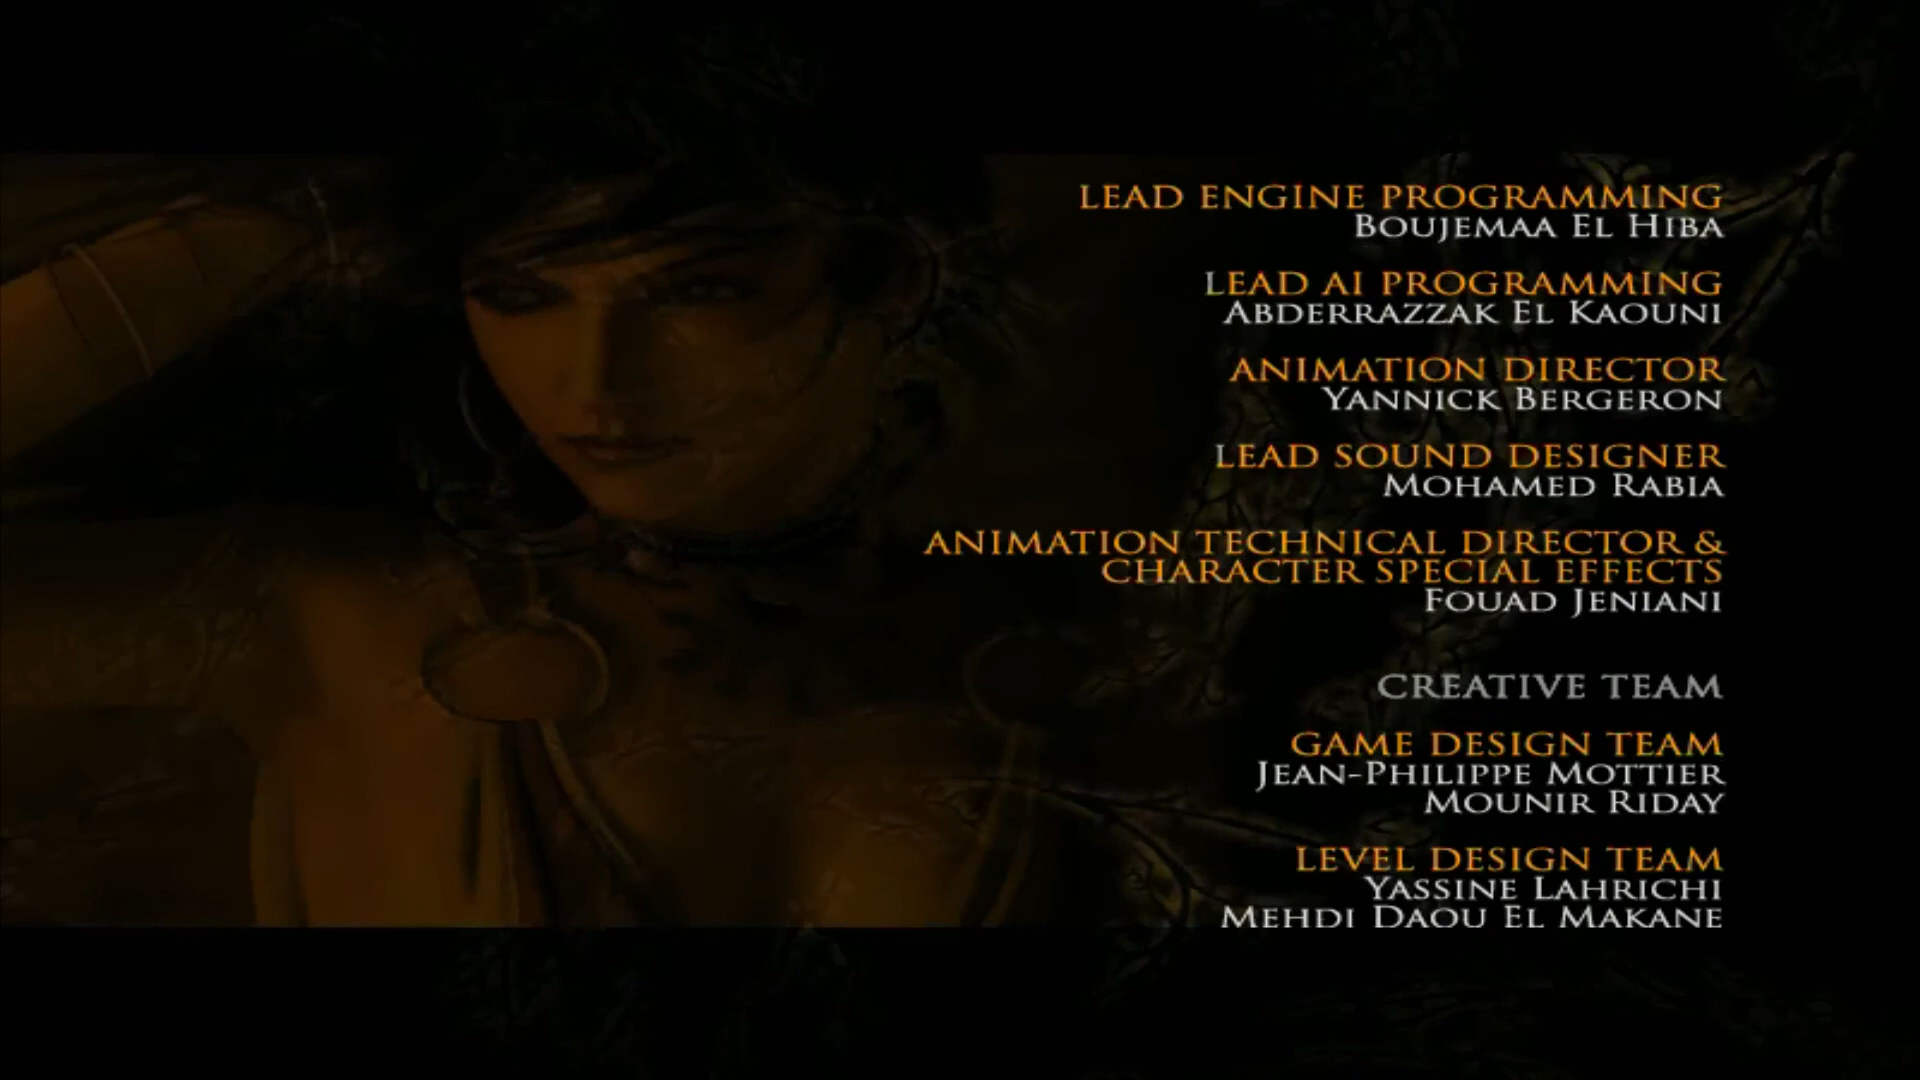 LEAD ENGINE PROGRAMMING
BOUJEMAA EL HIBA
LEAD AI PROGRAMMING
ABDERRAZZAK EL KAOUNI
ANIMATION DIRECTOR
YANNICK BERGERON
LEAD SOUND DESIGNER
MOHAMED RABIA
ANIMATION TECHNICAL DIRECTOR &
CHARACTER SPECIAL EFFECTS
FOUAD JENIANI
CREATIVE TEAM
GAME DESIGN TEAM
JEAN-PHILIPPE MOTTIER
MOUNIR RIDAY
LEVEL DESIGN TEAM
YASSINE LAHRICHI
MEHDI DAOU EL MAKANE